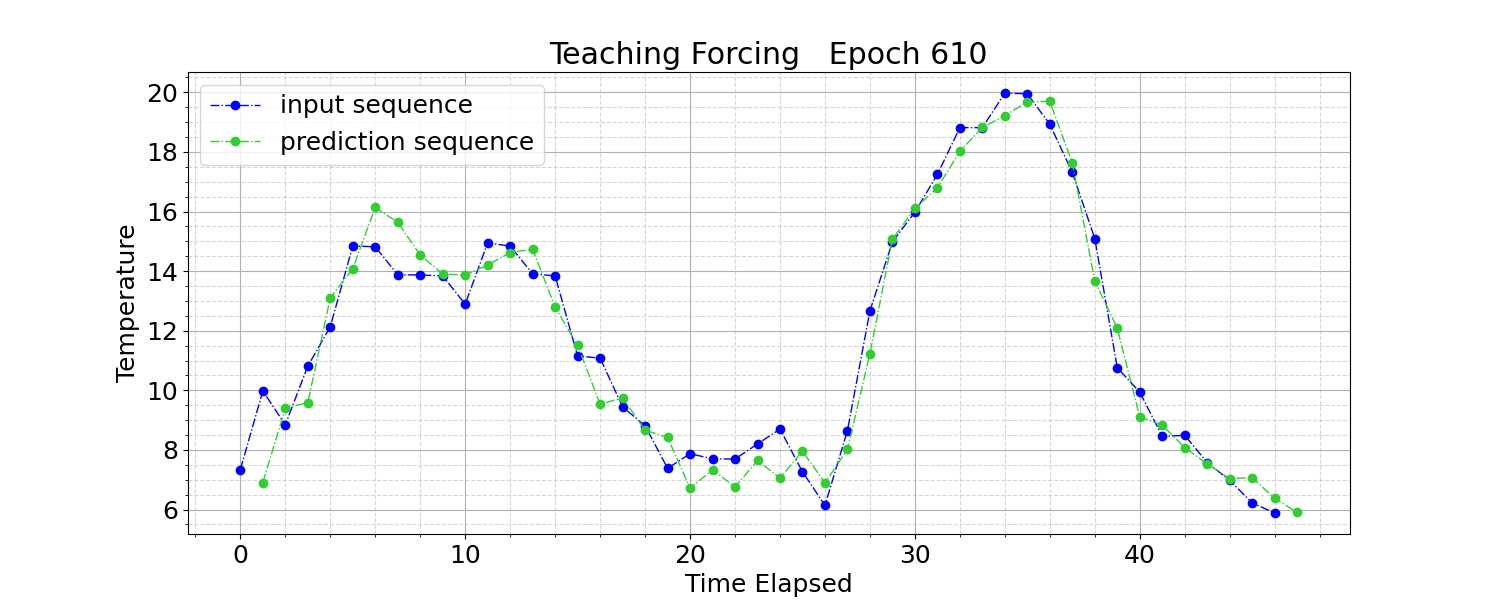 Teaching Forcing   Epoch 610
input sequence
prediction sequence
Temperature
20
18
16
14
12
10
8
6
0 10 20 30 40
Time Elapsed